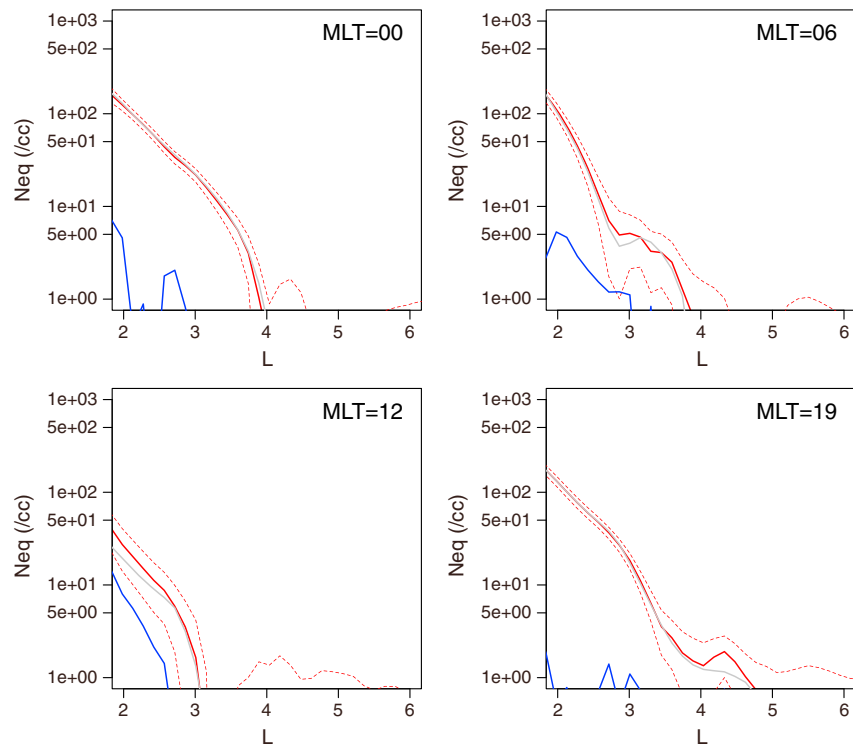 MLT=00
1e+03
5e+02
1e+02
5e+01
1e+01
5e+00
1e+00
Neq (/cc)
2 3 4 5 6
L
MLT=06
1e+03
5e+02
1e+02
5e+01
1e+01
5e+00
1e+00
Neq (/cc)
2 3 4 5 6
L
MLT=12
1e+03
5e+02
1e+02
5e+01
1e+01
5e+00
1e+00
Neq (/cc)
2 3 4 5 6
L
MLT=19
1e+03
5e+02
1e+02
5e+01
1e+01
5e+00
1e+00
Neq (/cc)
2 3 4 5 6
L